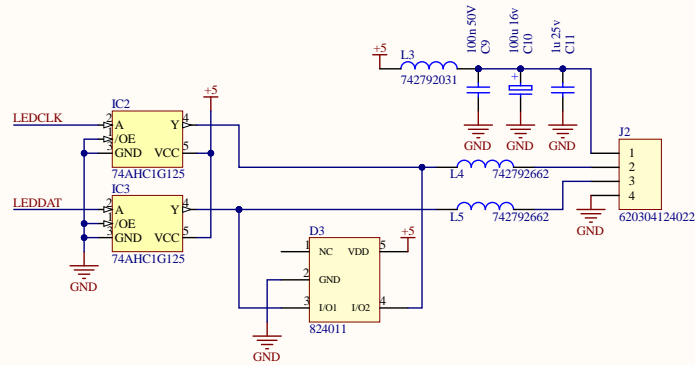 100n 50V
C9
100u 16v
C10
1u 25v
C11
+5
L3
742792031
+
GND
GND
GND
+5
IC2
LEDCLK
2
A
Y
4
1
/OE
3
GND
VCC
5
74AHC1G125
IC3
LEDDAT
2
A
Y
4
1
/OE
3
GND
VCC
5
74AHC1G125
GND
J2
1
2
3
4
620304124022
GND
L4
742792662
L5
742792662
D3
+5
1
NC
VDD
5
2
GND
3
I/O1
I/O2
4
824011
GND